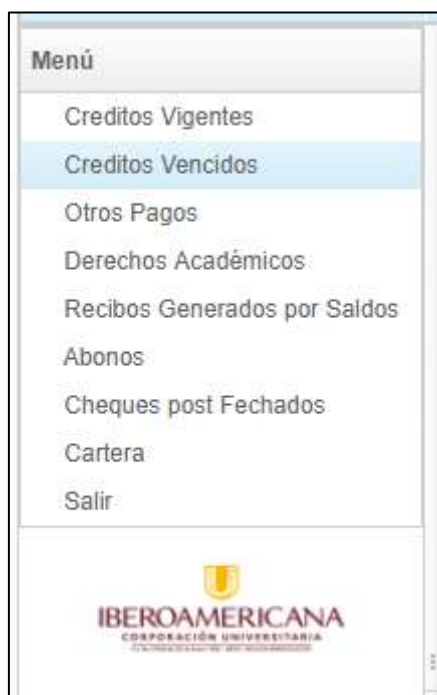 Menú
Creditos Vigentes
Creditos Vencidos
Otros Pagos
Derechos Académicos
Recibos Generados por Saldos
Abonos
Cheques post Fechados
Cartera
Salir
IBEROAMERICANA
CORPORACIÓN UNIVERSITARIA